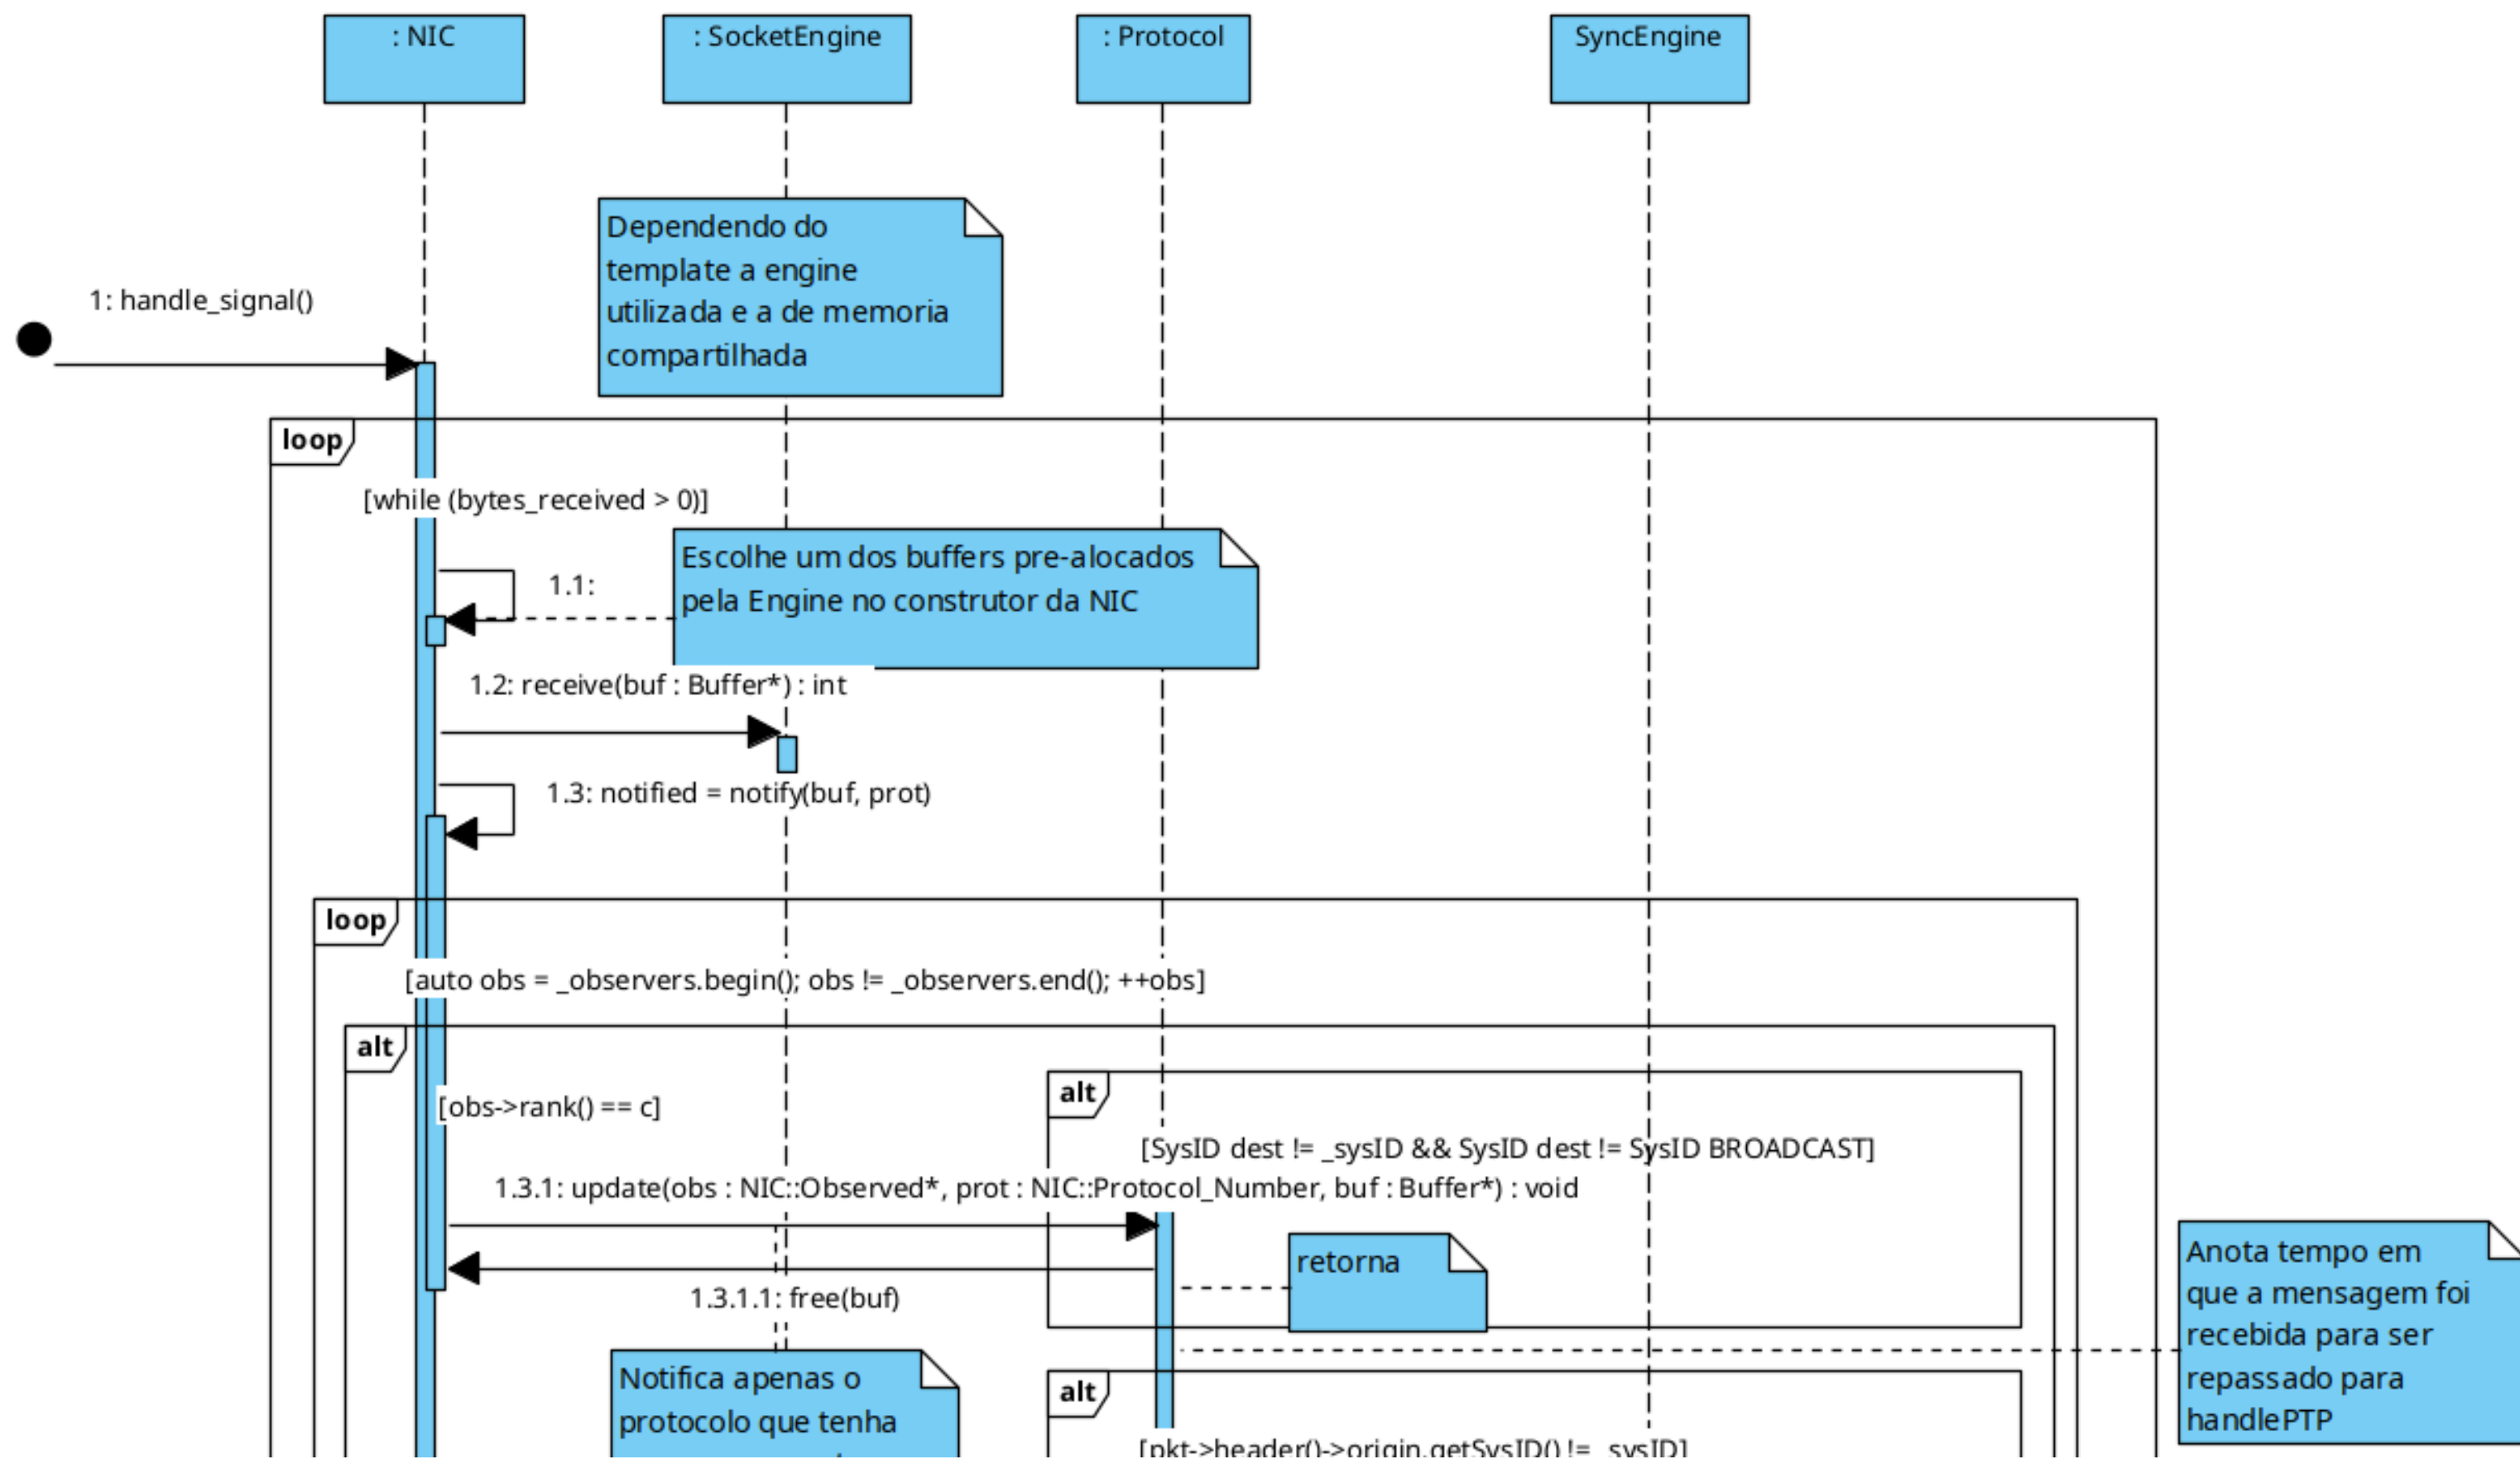 : NIC
: SocketEngine
: Protocol
SyncEngine
Dependendo do
template a engine
utilizada e a de memoria
compartilhada
1: handle_signal()
loop
[while (bytes_received > 0)]
Escolhe um dos buffers pre-alocados
pela Engine no construtor da NIC
1.1:
1.2: receive(buf : Buffer*) : int
1.3: notified = notify(buf, prot)
loop
[auto obs = _observers.begin(); obs != _observers.end(); ++obs]
alt
[obs->rank() == c]
alt
[SysID dest != _sysID && SysID dest != SysID BROADCAST]
1.3.1: update(obs : NIC::Observed*, prot : NIC::Protocol_Number, buf : Buffer*) : void
retorna
1.3.1.1: free(buf)
Anota tempo em
que a mensagem foi
recebida para ser
repassado para
handlePTP
Notifica apenas o
protocolo que tenha
alt
[pkt->header()->origin.getSysID() != _sysID]